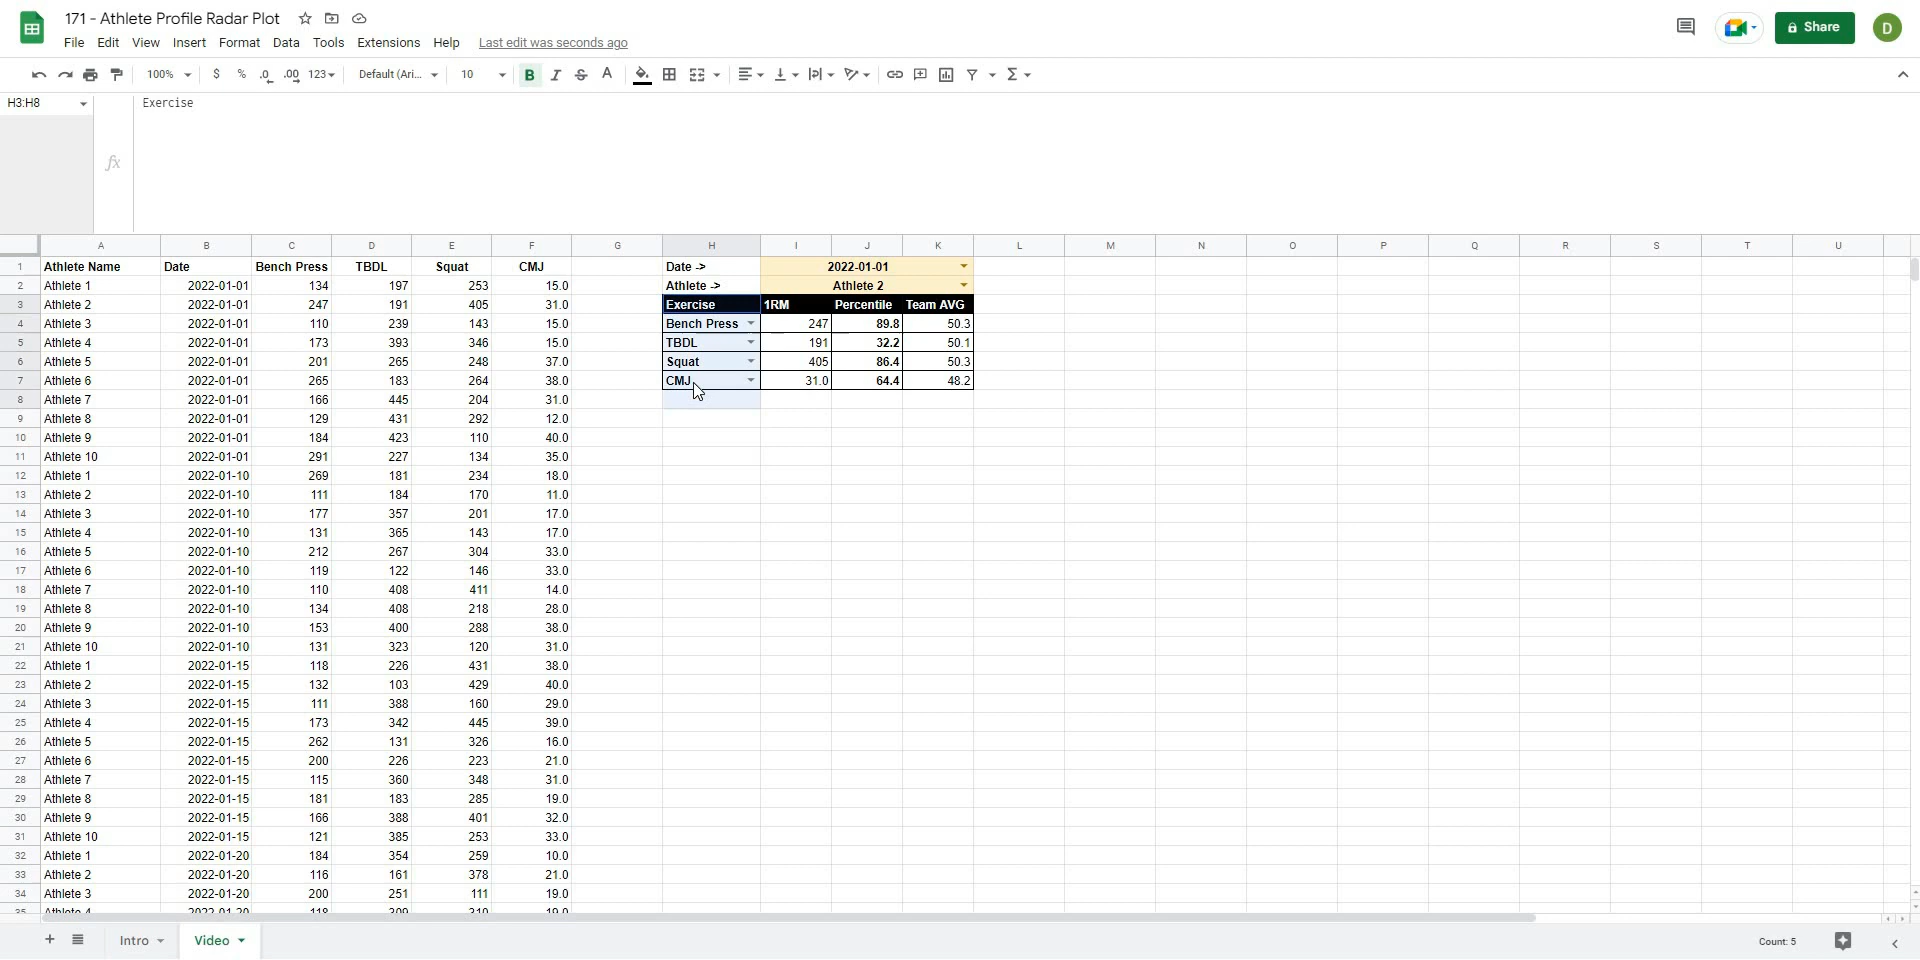 171 - Athlete Profile Radar Plot
File Edit View Insert Format Data Tools Extensions Help Last edit was seconds ago
Share
D
100% $ % .0 .00 123 Default (Ari... 10 B I S A
H3:H8
fx Exercise
A B C D E F G H I J K L M N O P Q R S T U
1 Athlete Name Date Bench Press TBDL Squat CMJ Date -> 2022-01-01
2 Athlete 1 2022-01-01 134 197 253 15.0 Athlete -> Athlete 2
3 Athlete 2 2022-01-01 247 191 405 31.0 Exercise 1RM Percentile Team AVG
4 Athlete 3 2022-01-01 110 239 143 15.0 Bench Press 247 89.8 50.3
5 Athlete 4 2022-01-01 173 393 346 15.0 TBDL 191 32.2 50.1
6 Athlete 5 2022-01-01 201 265 248 37.0 Squat 405 86.4 50.3
7 Athlete 6 2022-01-01 265 183 264 38.0 CMJ 31.0 64.4 48.2
8 Athlete 7 2022-01-01 166 445 204 31.0
9 Athlete 8 2022-01-01 129 431 292 12.0
10 Athlete 9 2022-01-01 184 423 110 40.0
11 Athlete 10 2022-01-01 291 227 134 35.0
12 Athlete 1 2022-01-10 269 181 234 18.0
13 Athlete 2 2022-01-10 111 184 170 11.0
14 Athlete 3 2022-01-10 177 357 201 17.0
15 Athlete 4 2022-01-10 131 365 143 17.0
16 Athlete 5 2022-01-10 212 267 304 33.0
17 Athlete 6 2022-01-10 119 122 146 33.0
18 Athlete 7 2022-01-10 110 408 411 14.0
19 Athlete 8 2022-01-10 134 408 218 28.0
20 Athlete 9 2022-01-10 153 400 288 38.0
21 Athlete 10 2022-01-10 131 323 120 31.0
22 Athlete 1 2022-01-15 118 226 431 38.0
23 Athlete 2 2022-01-15 132 103 429 40.0
24 Athlete 3 2022-01-15 111 388 160 29.0
25 Athlete 4 2022-01-15 173 342 445 39.0
26 Athlete 5 2022-01-15 262 131 326 16.0
27 Athlete 6 2022-01-15 200 226 223 21.0
28 Athlete 7 2022-01-15 115 360 348 31.0
29 Athlete 8 2022-01-15 181 183 285 19.0
30 Athlete 9 2022-01-15 166 388 401 32.0
31 Athlete 10 2022-01-15 121 385 253 33.0
32 Athlete 1 2022-01-20 184 354 259 10.0
33 Athlete 2 2022-01-20 116 161 378 21.0
34 Athlete 3 2022-01-20 200 251 111 19.0
35 Athlete 4 2022-01-20 118 309 310 19.0
Intro Video Count: 5